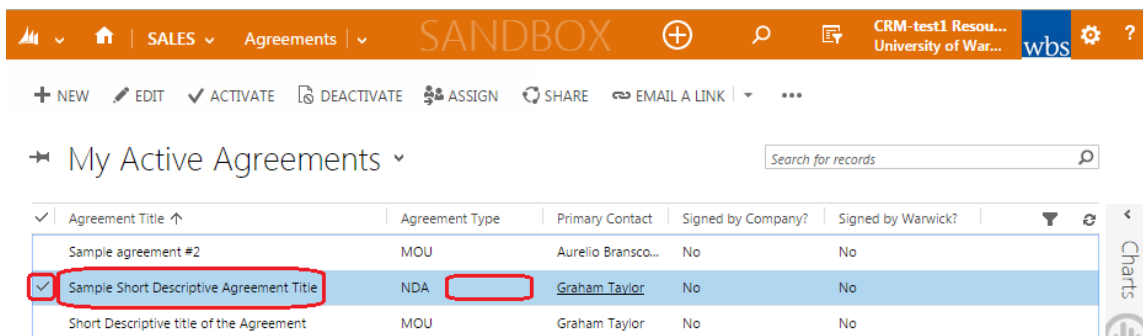 SALES Agreements SANDBOX CRM-test1 Resou... ?
University of War... wbs
NEW EDIT ACTIVATE DEACTIVATE ASSIGN SHARE EMAIL A LINK ...
My Active Agreements Search for records
Agreement Title ↑ Agreement Type Primary Contact Signed by Company? Signed by Warwick?
Charts
Sample agreement #2 MOU Aurelio Bransco... No No
Sample Short Descriptive Agreement Title NDA Graham Taylor No No
Short Descriptive title of the Agreement MOU Graham Taylor No No